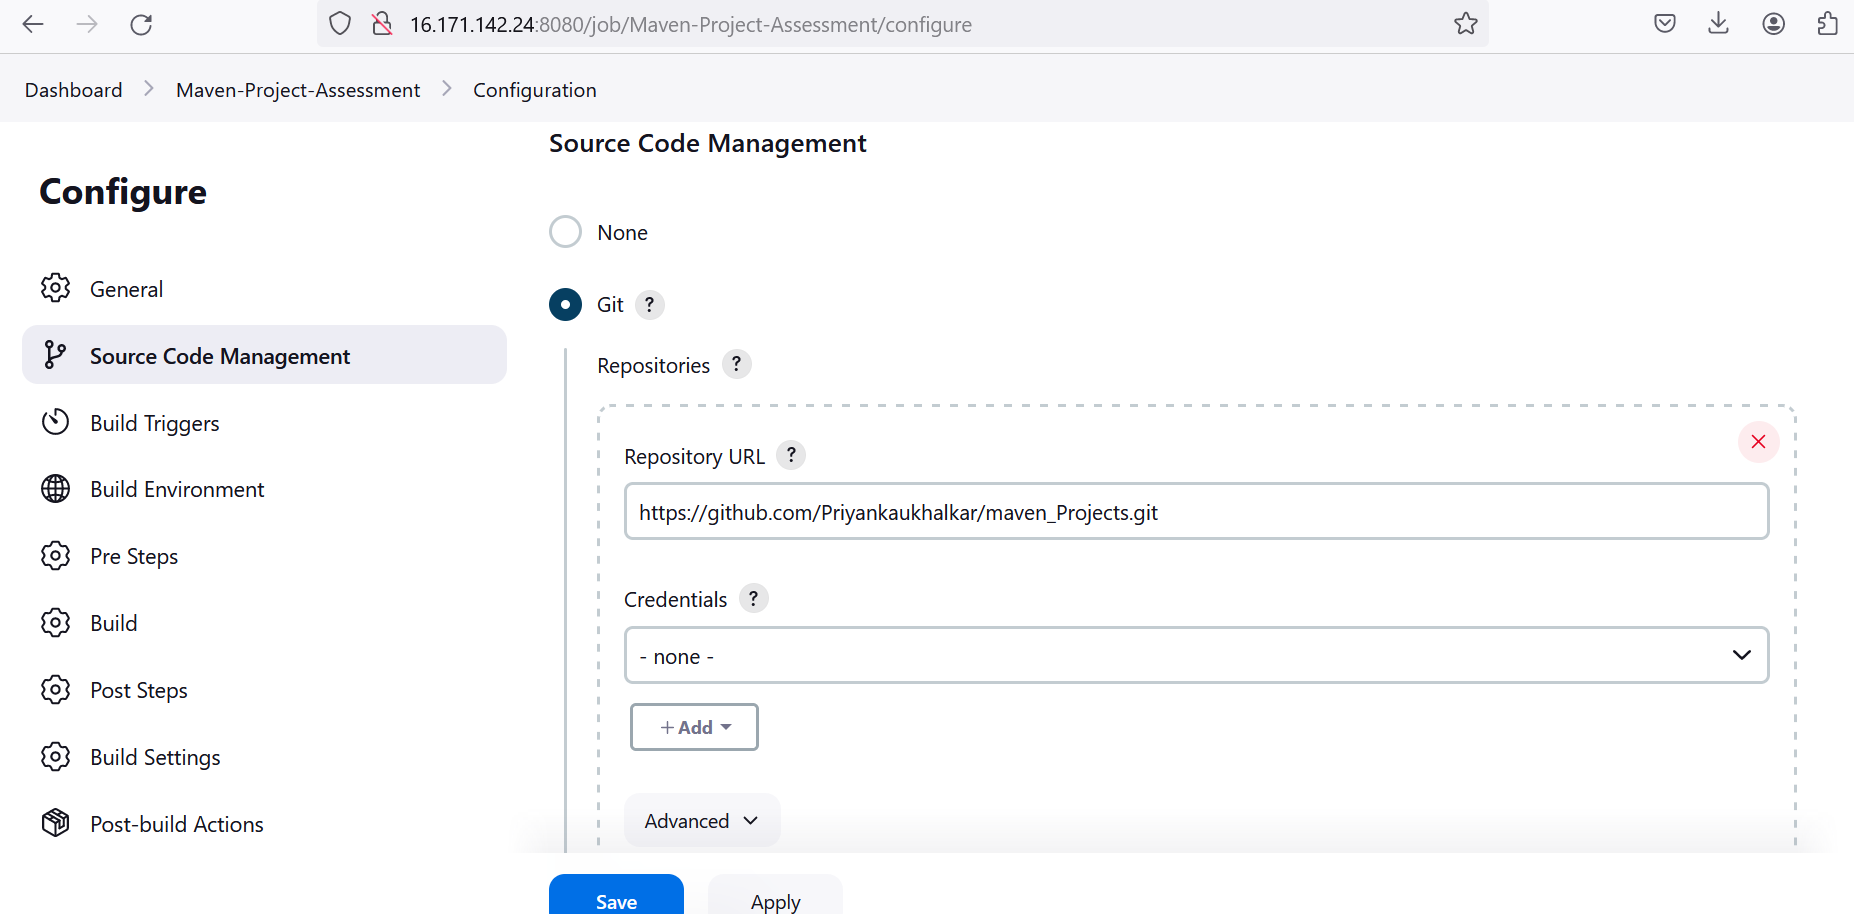 16.171.142.24:8080/job/Maven-Project-Assessment/configure
Dashboard > Maven-Project-Assessment > Configuration
Configure
General
Source Code Management
Build Triggers
Build Environment
Pre Steps
Build
Post Steps
Build Settings
Post-build Actions
Source Code Management
None
Git ?
Repositories ?
Repository URL ?
https://github.com/Priyankaukhalkar/maven_Projects.git
Credentials ?
- none -
+ Add
Advanced
Save Apply